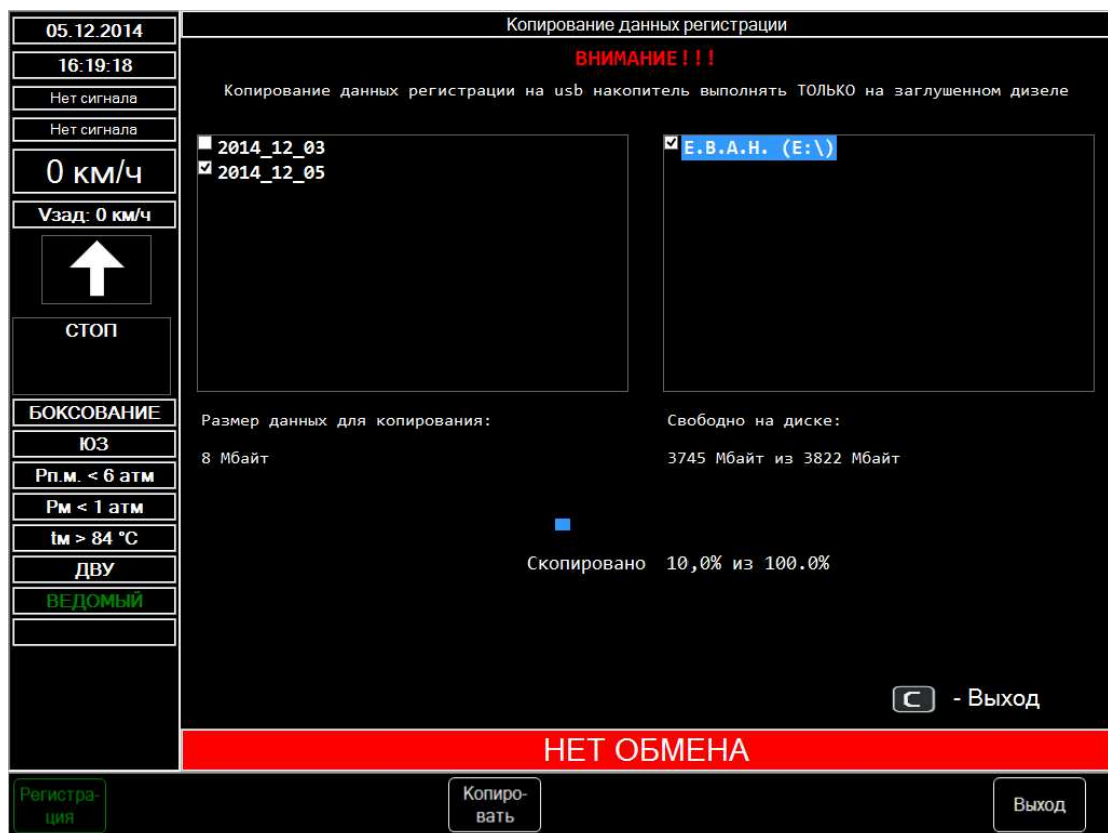 05.12.2014
16:19:18
Нет сигнала
Нет сигнала
0 км/ч
Vзад: 0 км/ч
СТОП
БОКСОВАНИЕ
ЮЗ
Рп.м. < 6 атм
Рм < 1 атм
tм > 84 °C
ДВУ
ВЕДОМЫЙ
Копирование данных регистрации
ВНИМАНИЕ!!!
Копирование данных регистрации на usb накопитель выполнять ТОЛЬКО на заглушенном дизеле
2014_12_03
2014_12_05
Е.В.А.Н. (E:\)
Размер данных для копирования:
8 Мбайт
Свободно на диске:
3745 Мбайт из 3822 Мбайт
Скопировано 10,0% из 100.0%
C - Выход
НЕТ ОБМЕНА
Регистра-
ция
Копиро-
вать
Выход